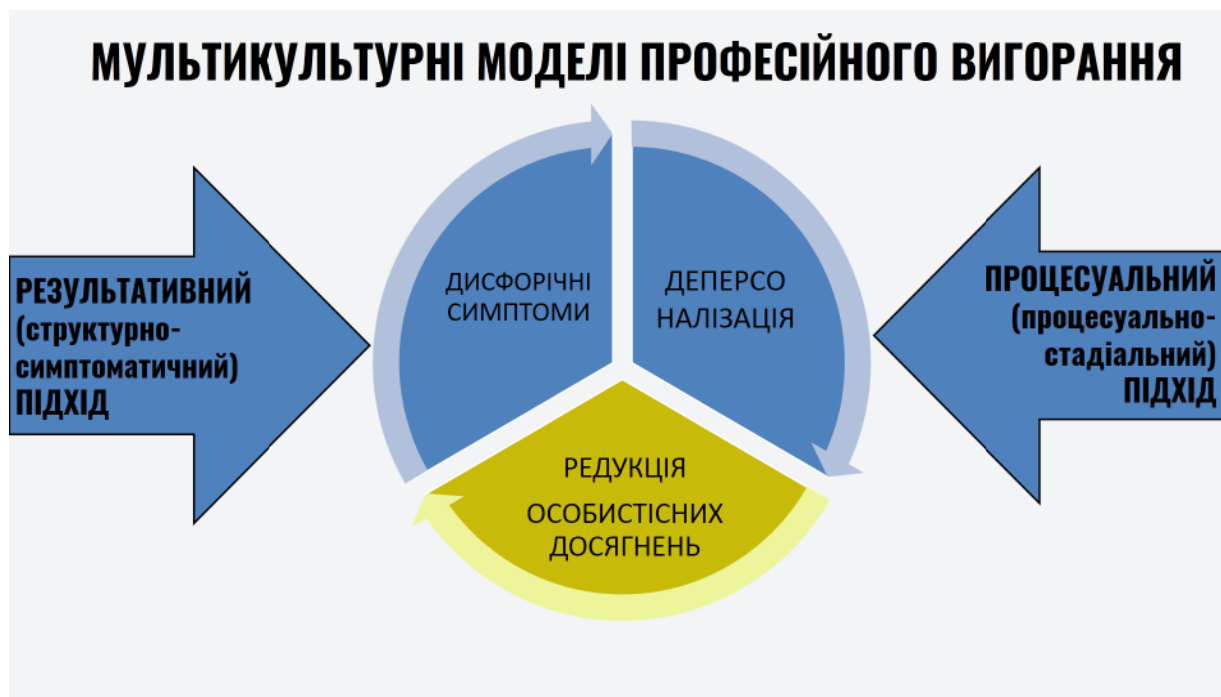 МУЛЬТИКУЛЬТУРНІ МОДЕЛІ ПРОФЕСІЙНОГО ВИГОРАННЯ
РЕЗУЛЬТАТИВНИЙ
(структурно-
симптоматичний)
ПІДХІД
ДИСФОРІЧНІ
СИМПТОМИ
ДЕПЕРСО
НАЛІЗАЦІЯ
РЕДУКЦІЯ
ОСОБИСТІСНИХ
ДОСЯГНЕНЬ
ПРОЦЕСУАЛЬНИЙ
(процесуально-
стадіальний)
ПІДХІД